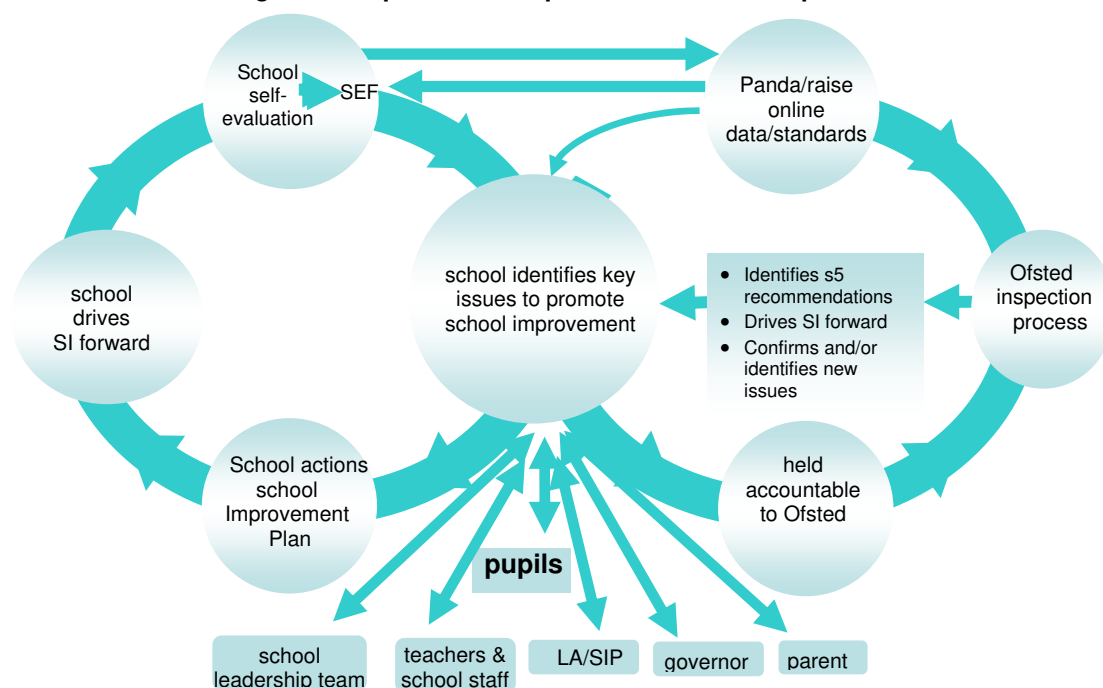 School
self-
evaluation
SEF
Panda/raise
online
data/standards
school identifies key
issues to promote
school improvement
• Identifies s5
recommendations
• Drives SI forward
• Confirms and/or
identifies new
issues
Ofsted
inspection
process
school
drives
SI forward
School actions
school
Improvement
Plan
held
accountable
to Ofsted
pupils
school
leadership team
teachers &
school staff
LA/SIP
governor
parent